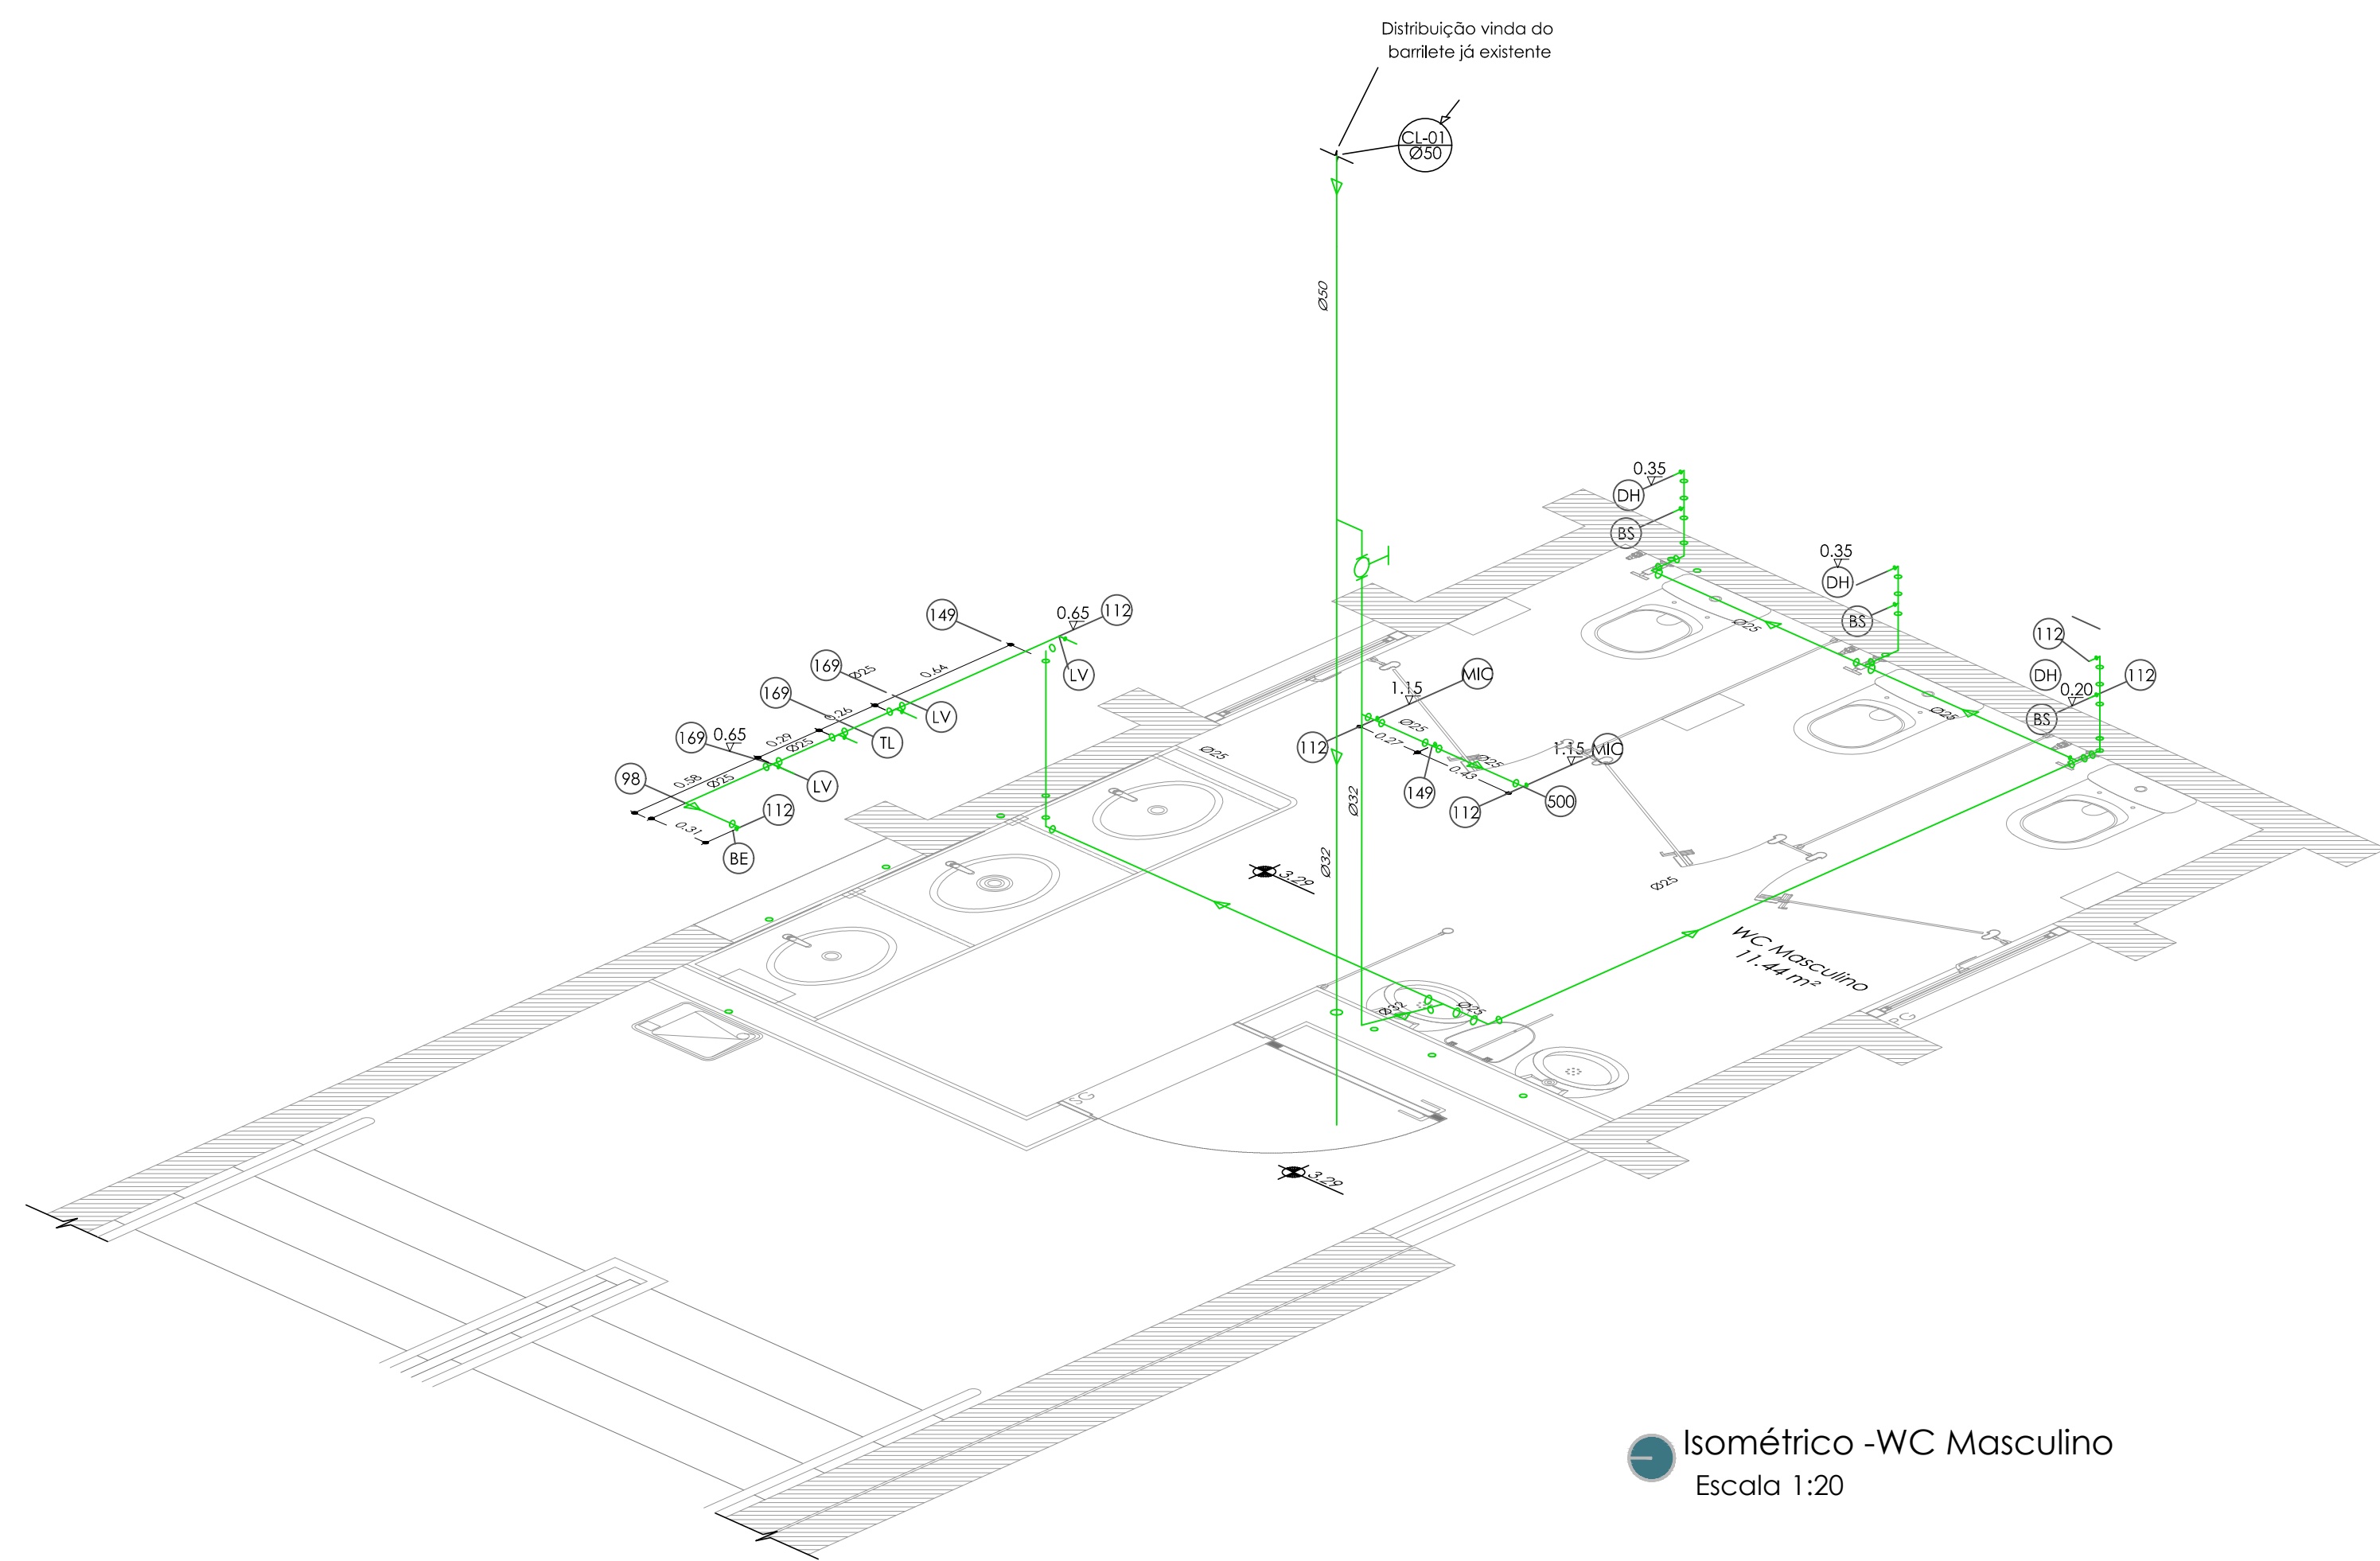 Distribuição vinda do
barrilete já existente
CL-01
Ø50
Ø50
0.35
DH
BS
0.35
DH
BS
112
DH
0.20
112
BS
149
0.65
112
LV
169
Ø25
0.64
LV
169
0.26
TL
169
0.65
0.29
Ø25
LV
98
0.58
Ø25
112
0.31
BE
Ø25
Ø25
Ø25
MIC
1.15
Ø25
112
0.27
Ø25
0.43
1.15
MIC
149
112
500
Ø32
Ø32
3.29
Ø25
WC Masculino
11.44 m²
Ø32
Ø25
SG
PG
3.29
Isométrico -WC Masculino
Escala 1:20